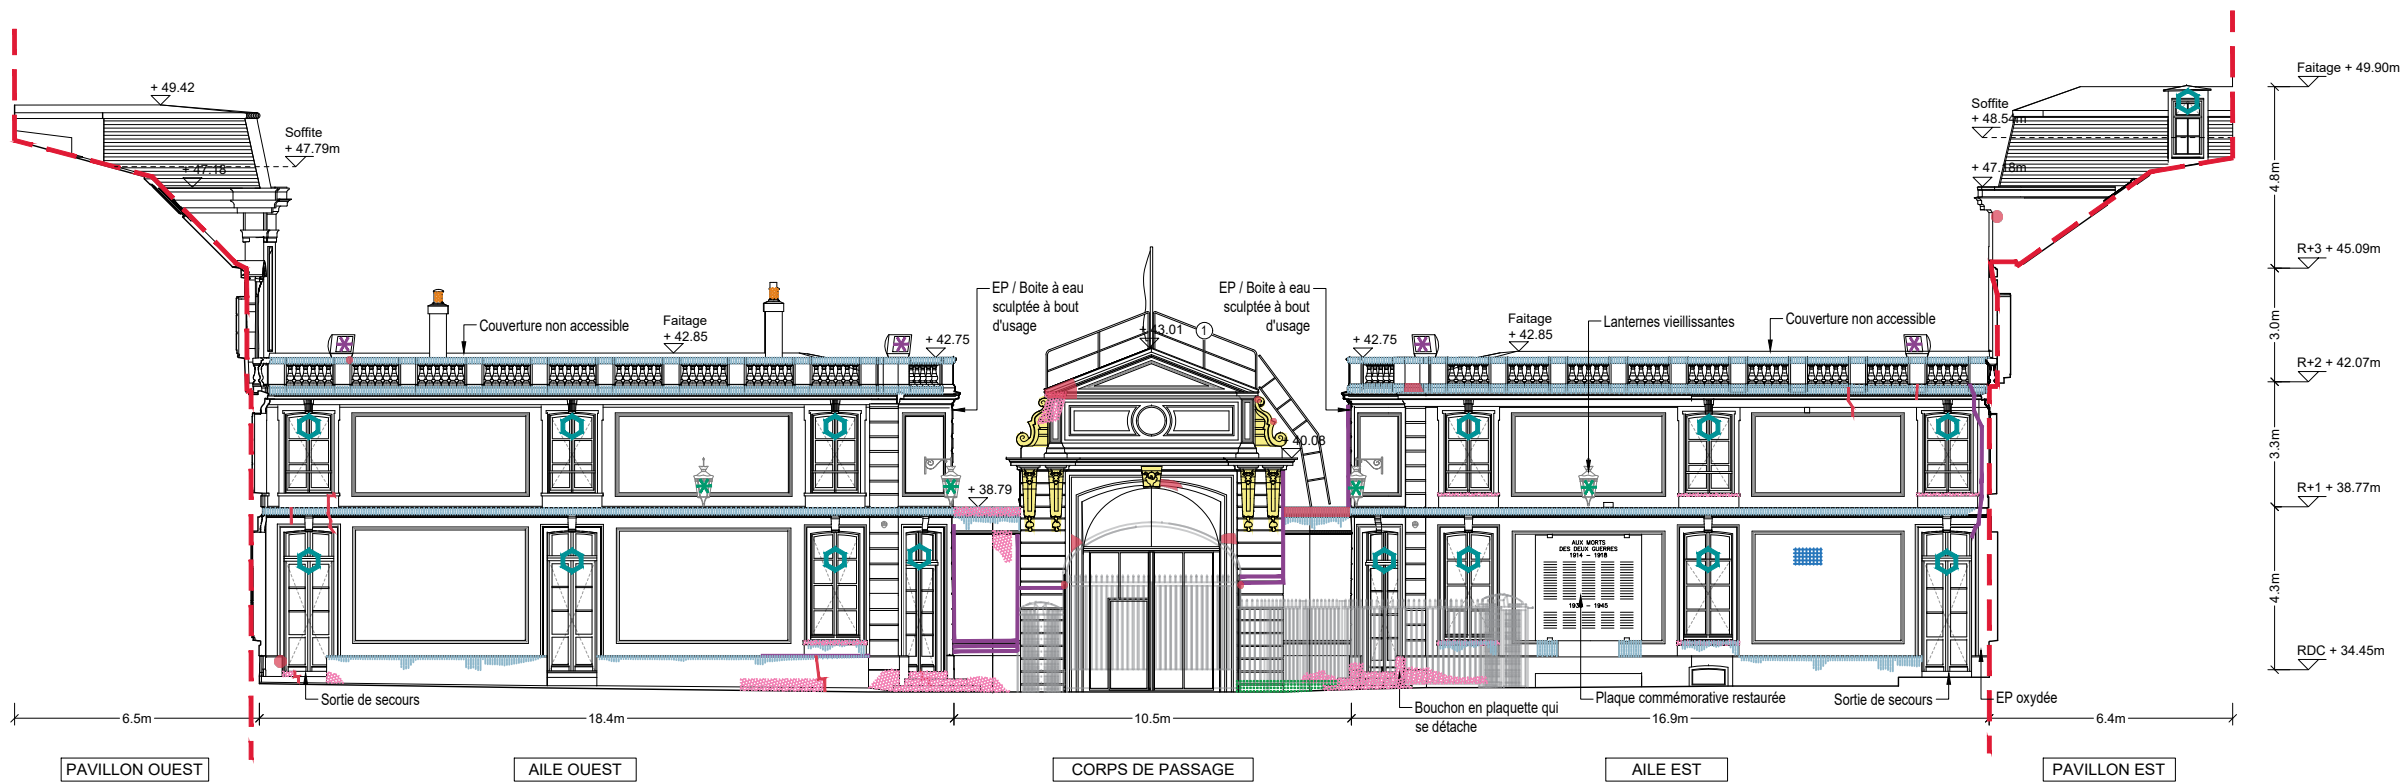 + 49.42
Soffite
+ 47.79m
+ 47.18
Faitage + 49.90m
Soffite
+ 48.54m
+ 47.18m
4.8m
R+3 + 45.09m
EP / Boite à eau
sculptée à bout
d'usage
EP / Boite à eau
sculptée à bout
d'usage
Couverture non accessible
Faitage
+ 42.85
+ 42.75
+ 43.01
1
+ 42.75
Faitage
+ 42.85
Lanternes vieillissantes
Couverture non accessible
3.0m
R+2 + 42.07m
+ 40.08
3.3m
+ 38.79
R+1 + 38.77m
AUX MORTS
DES DEUX GUERRES
1914 - 1918
- 1945
4.3m
RDC + 34.45m
Sortie de secours
Bouchon en plaquette qui
se détache
Plaque commémorative restaurée
Sortie de secours
EP oxydée
6.5m
18.4m
10.5m
16.9m
6.4m
PAVILLON OUEST
AILE OUEST
CORPS DE PASSAGE
AILE EST
PAVILLON EST